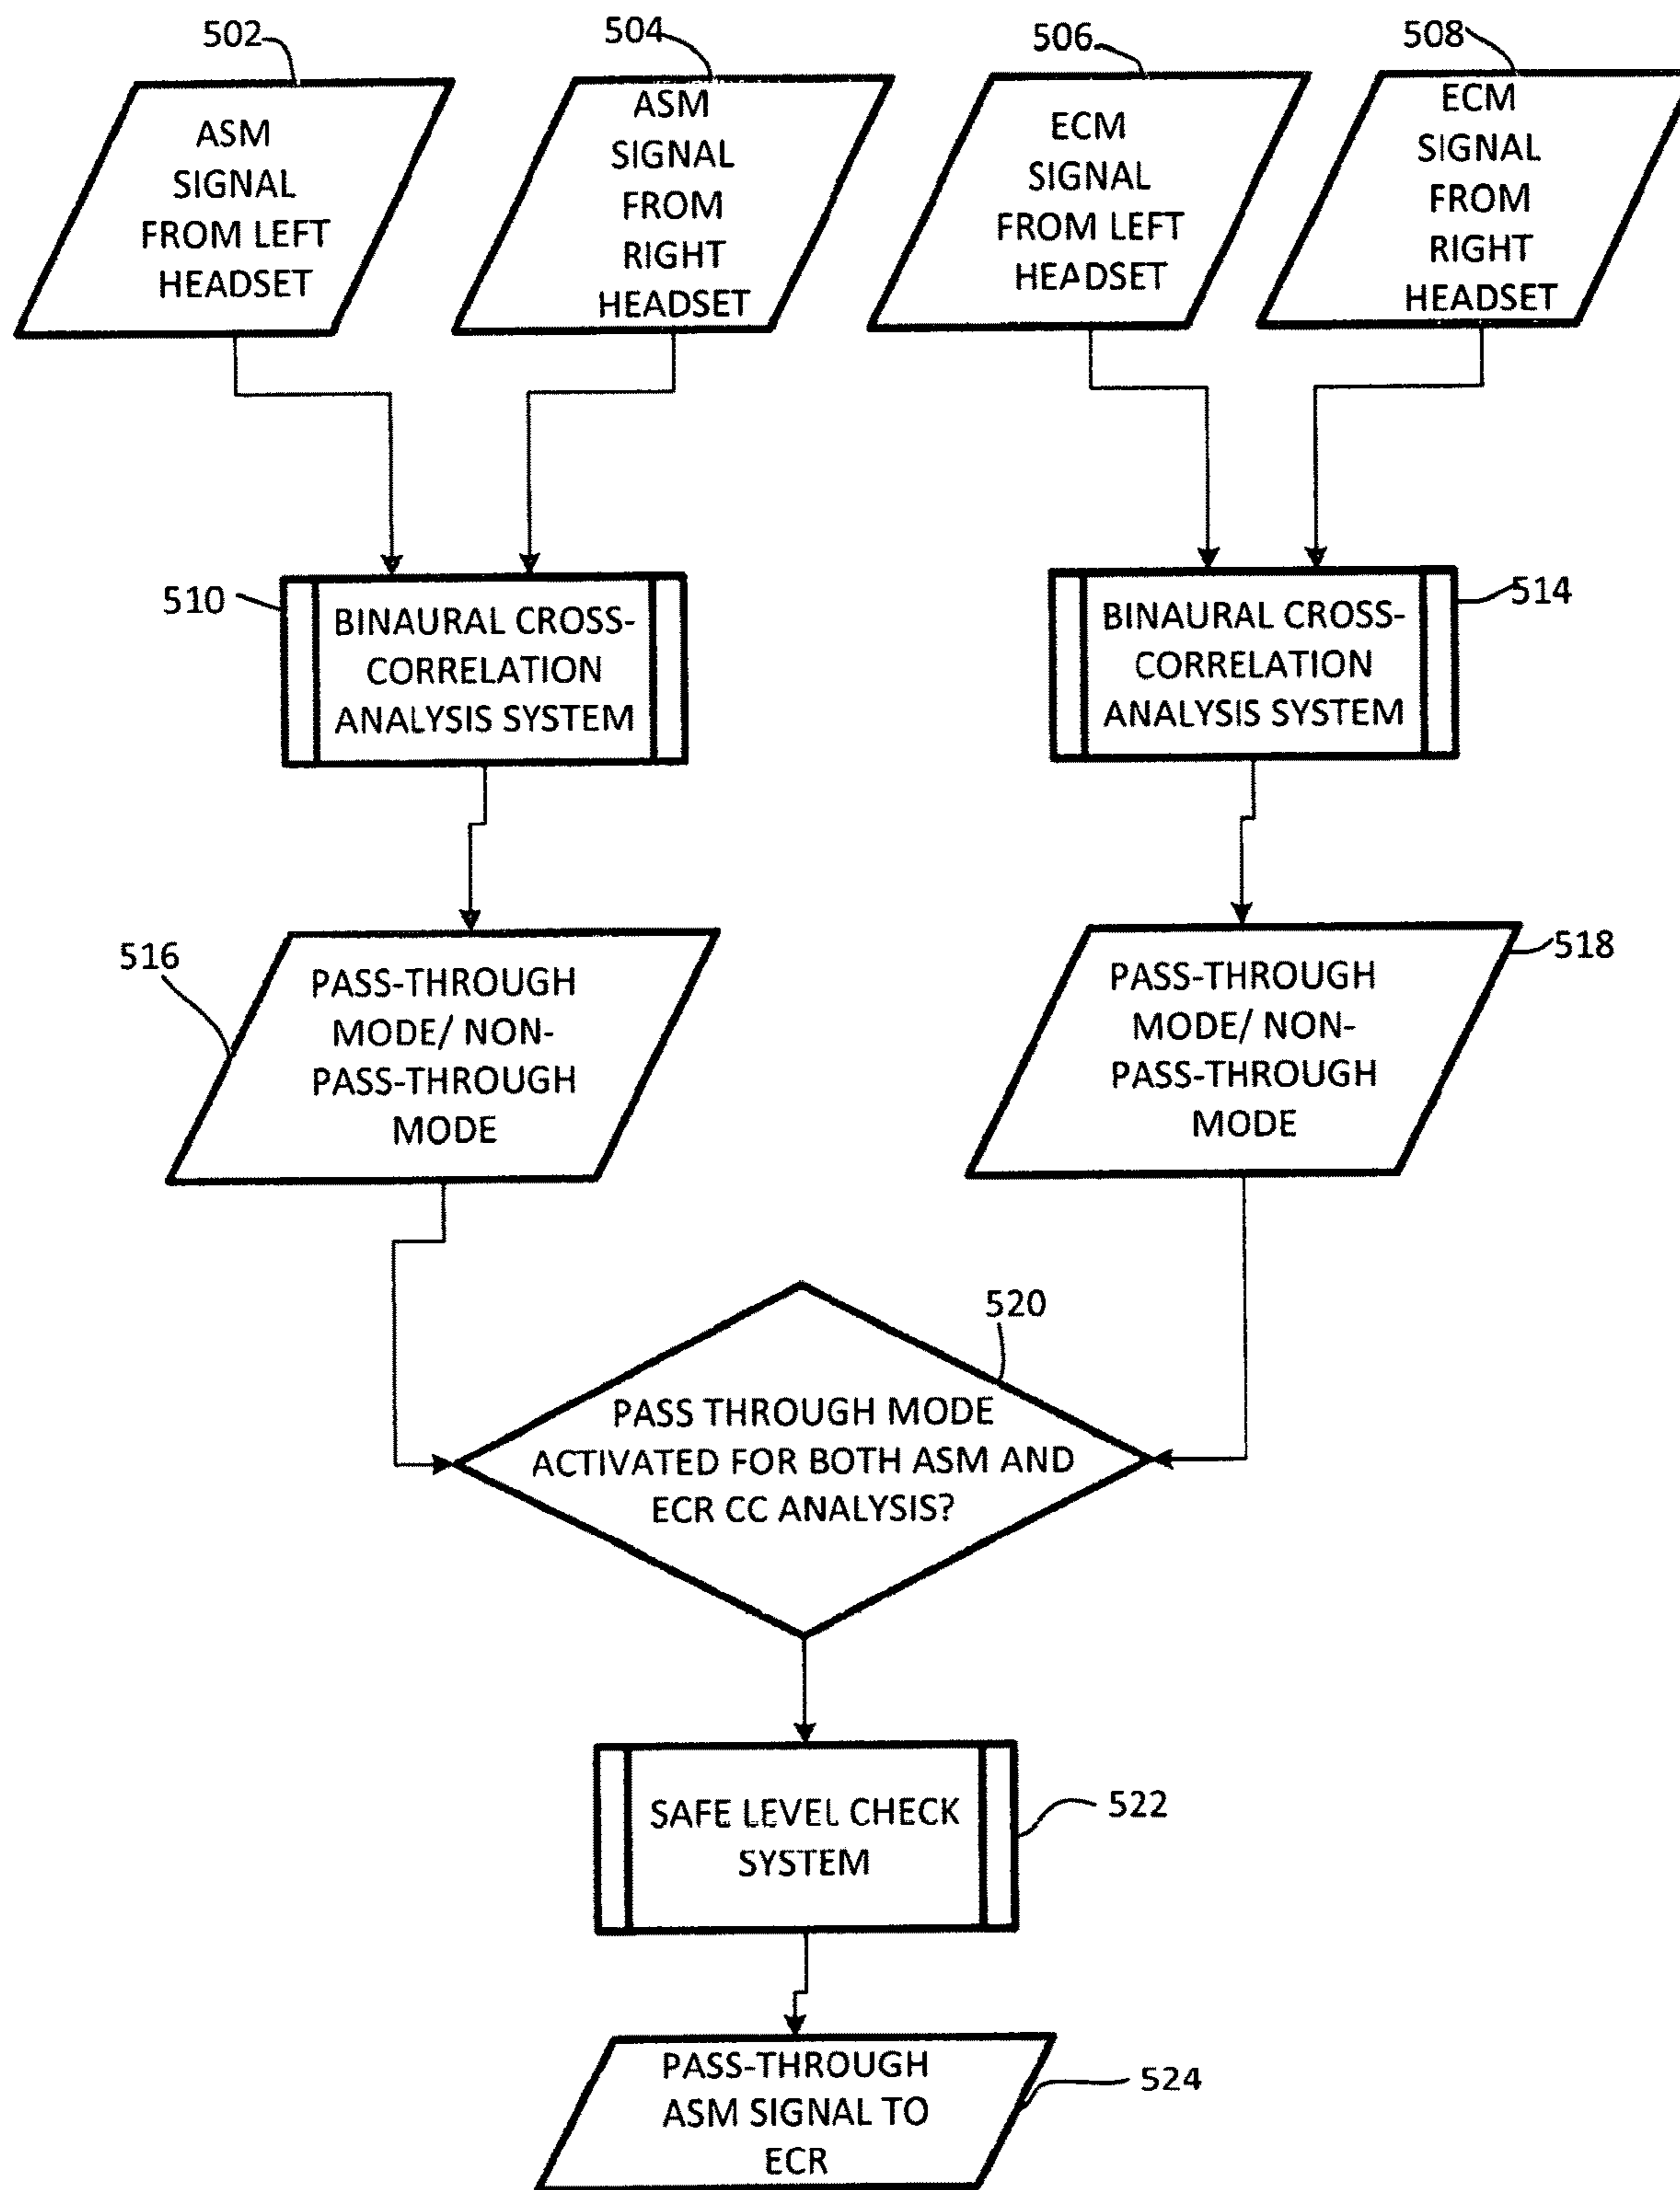 502
504
506
508
ASM
SIGNAL
FROM LEFT
HEADSET
ASM
SIGNAL
FROM
RIGHT
HEADSET
ECM
SIGNAL
FROM LEFT
HEADSET
ECM
SIGNAL
FROM
RIGHT
HEADSET
510
BINAURAL CROSS-
CORRELATION
ANALYSIS SYSTEM
BINAURAL CROSS-
CORRELATION
ANALYSIS SYSTEM
514
516
PASS-THROUGH
MODE/ NON-
PASS-THROUGH
MODE
PASS-THROUGH
MODE/ NON-
PASS-THROUGH
MODE
518
520
PASS THROUGH MODE
ACTIVATED FOR BOTH ASM AND
ECR CC ANALYSIS?
SAFE LEVEL CHECK
SYSTEM
522
PASS-THROUGH
ASM SIGNAL TO
ECR
524